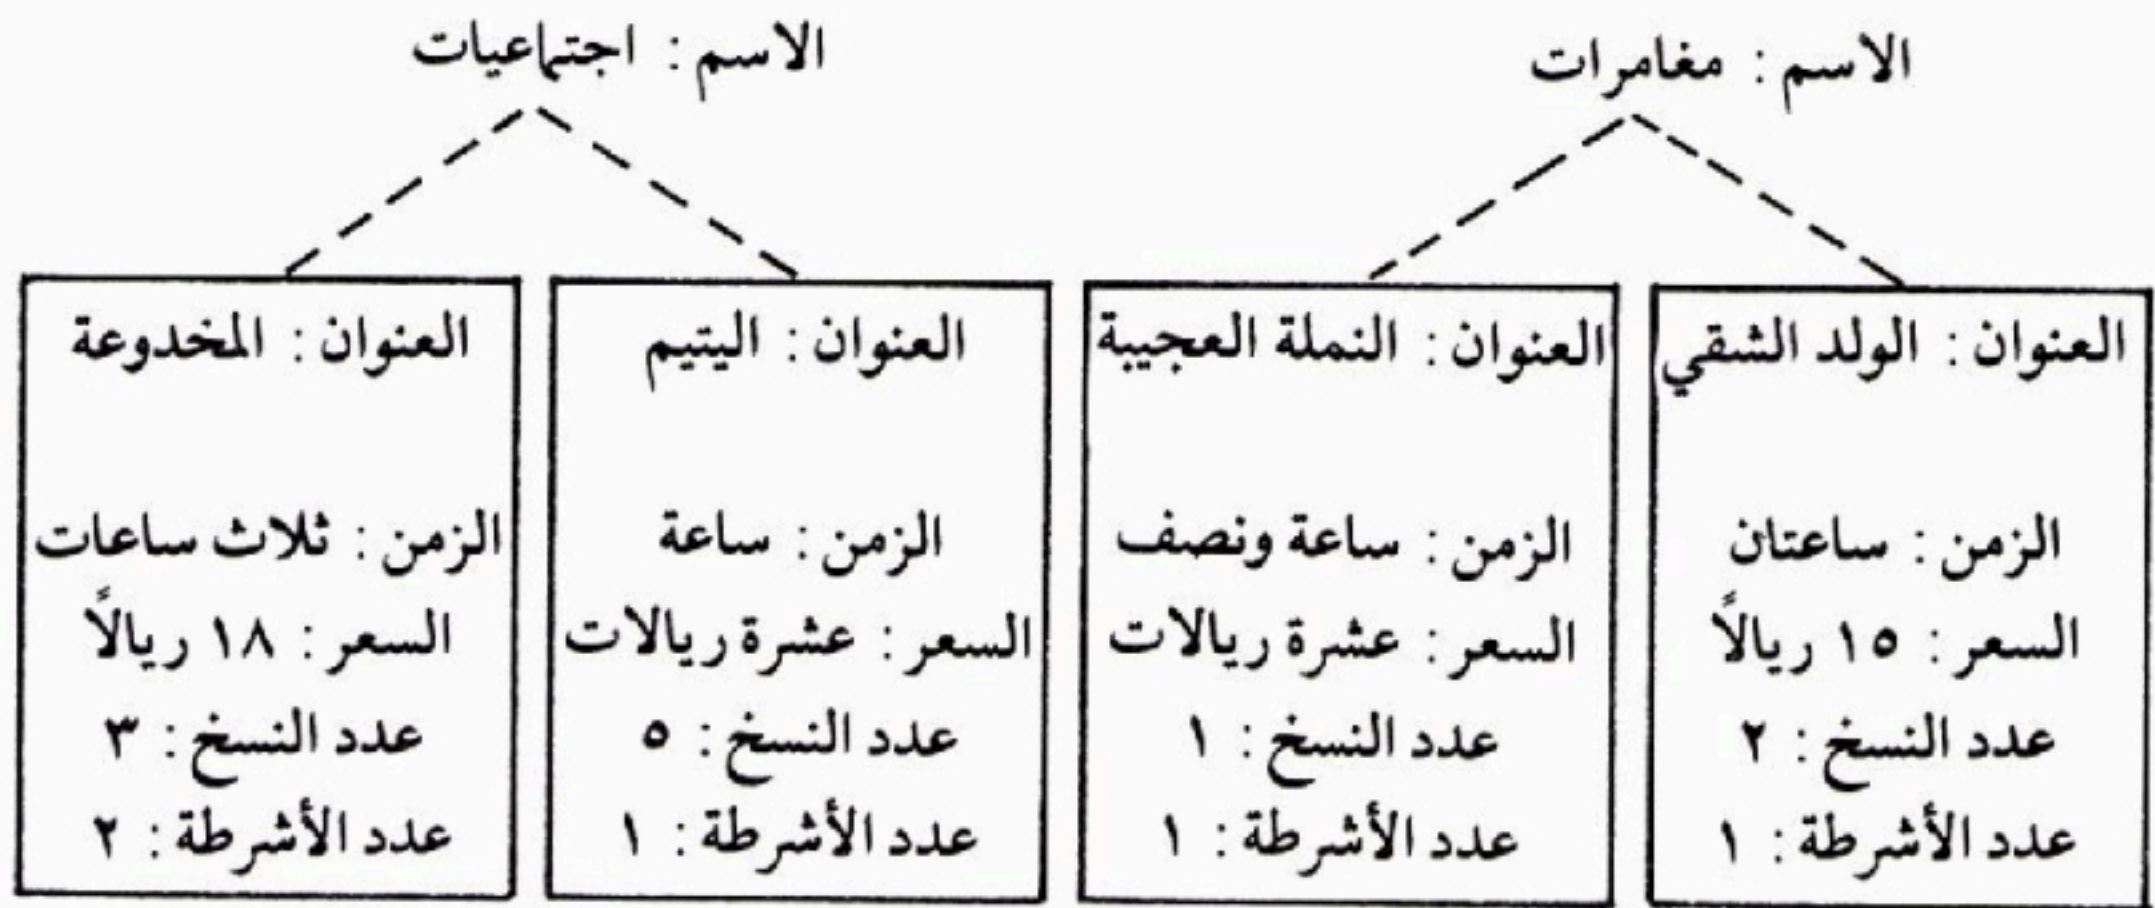 الاسم : مغامرات
الاسم : اجتماعيات
العنوان : الولد الشقي
الزمن : ساعتان
السعر : ١٥ ريالاً
عدد النسخ : ٢
عدد الأشرطة : ١
العنوان : النملة العجيبة
الزمن : ساعة ونصف
السعر : عشرة ريالات
عدد النسخ : ١
عدد الأشرطة : ١
العنوان : اليتيم
الزمن : ساعة
السعر : عشرة ريالات
عدد النسخ : ٥
عدد الأشرطة : ١
العنوان : المخدوعة
الزمن : ثلاث ساعات
السعر : ١٨ ريالاً
عدد النسخ : ٣
عدد الأشرطة : ٢